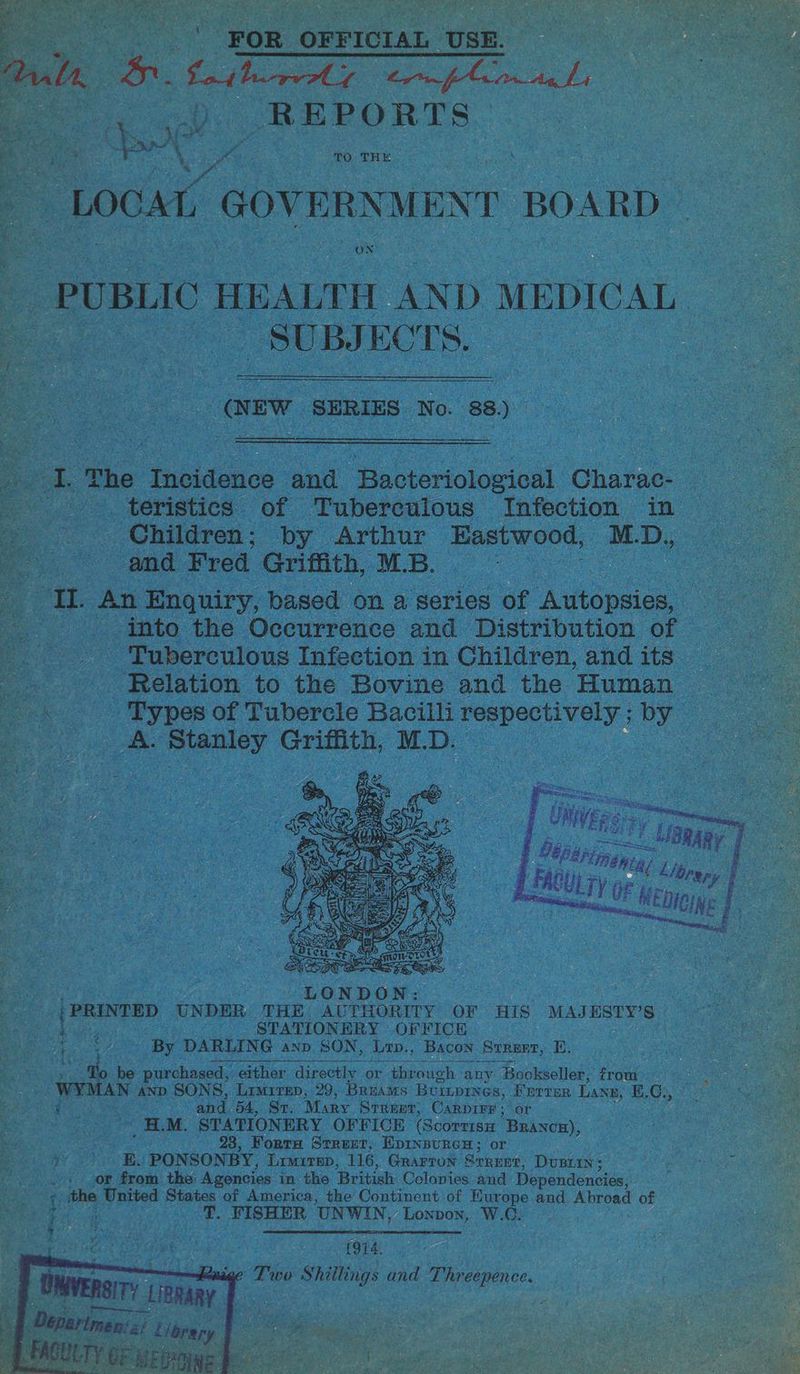 FOR OFFICIAL USE.
With Dr. Eastwood's compliments
REPORTS
TO THE
LOCAL GOVERNMENT BOARD
ON
PUBLIC HEALTH AND MEDICAL
SUBJECTS.
(NEW SERIES No. 88.)
I. The Incidence and Bacteriological Charac-
teristics of Tuberculous Infection in
Children; by Arthur Eastwood, M.D.,
and Fred Griffith, M.B.
II. An Enquiry, based on a series of Autopsies,
into the Occurrence and Distribution of
Tuberculous Infection in Children, and its
Relation to the Bovine and the Human
Types of Tubercle Bacilli respectively; by
A. Stanley Griffith, M.D.
UNIVERSITY LIBRARY
Departmental Library
FACULTY OF MEDICINE
LONDON:
PRINTED UNDER THE AUTHORITY OF HIS MAJESTY'S
STATIONERY OFFICE
By DARLING AND SON, LTD., BACON STREET, E.
To be purchased, either directly or through any Bookseller, from
WYMAN AND SONS, LIMITED, 29, BREAMS BUILDINGS, FETTER LANE, E.C.,
and 54, ST. MARY STREET, CARDIFF; or
H.M. STATIONERY OFFICE (SCOTTISH BRANCH),
23, FORTH STREET, EDINBURGH; or
E. PONSONBY, LIMITED, 116, GRAFTON STREET, DUBLIN;
or from the Agencies in the British Colonies and Dependencies,
the United States of America, the Continent of Europe and Abroad of
T. FISHER UNWIN, LONDON, W.C.
1914.
Price Two Shillings and Threepence.
UNIVERSITY LIBRARY
Departmental Library
FACULTY OF MEDICINE